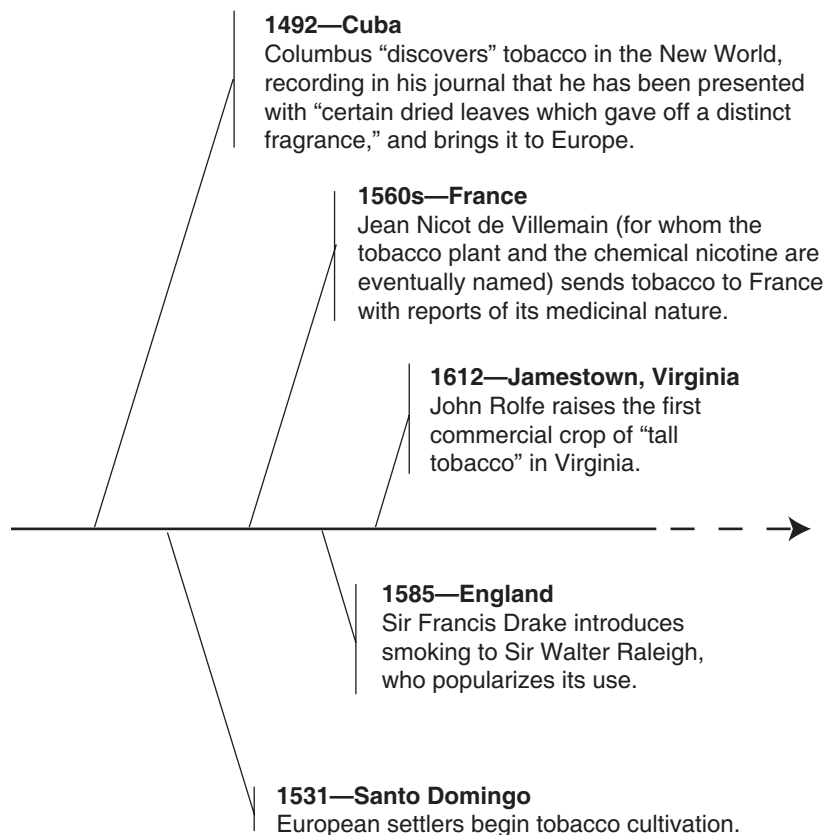 1492—Cuba
Columbus “discovers” tobacco in the New World,
recording in his journal that he has been presented
with “certain dried leaves which gave off a distinct
fragrance,” and brings it to Europe.
1560s—France
Jean Nicot de Villemain (for whom the
tobacco plant and the chemical nicotine are
eventually named) sends tobacco to France
with reports of its medicinal nature.
1612—Jamestown, Virginia
John Rolfe raises the first
commercial crop of “tall
tobacco” in Virginia.
1585—England
Sir Francis Drake introduces
smoking to Sir Walter Raleigh,
who popularizes its use.
1531—Santo Domingo
European settlers begin tobacco cultivation.